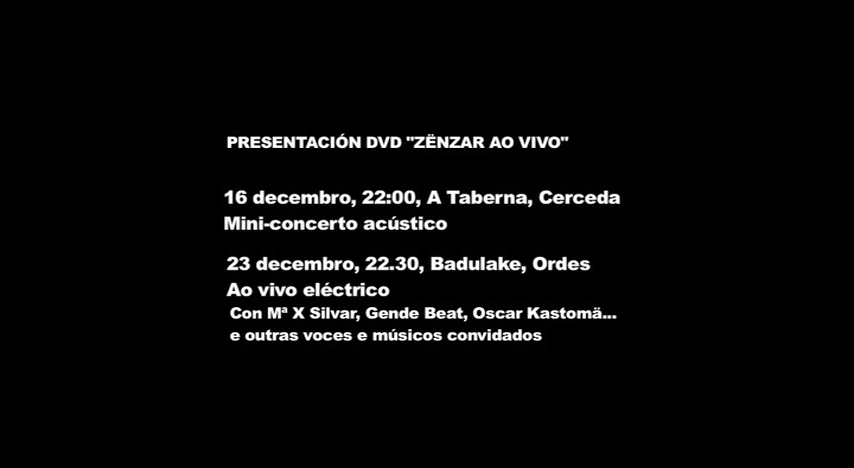 PRESENTACIÓN DVD "ZËNZAR AO VIVO"
16 decembro, 22:00, A Taberna, Cerceda
Mini-concerto acústico
23 decembro, 22.30, Badulake, Ordes
Ao vivo eléctrico
Con Mª X Silvar, Gende Beat, Oscar Kastomä...
e outras voces e músicos convidados